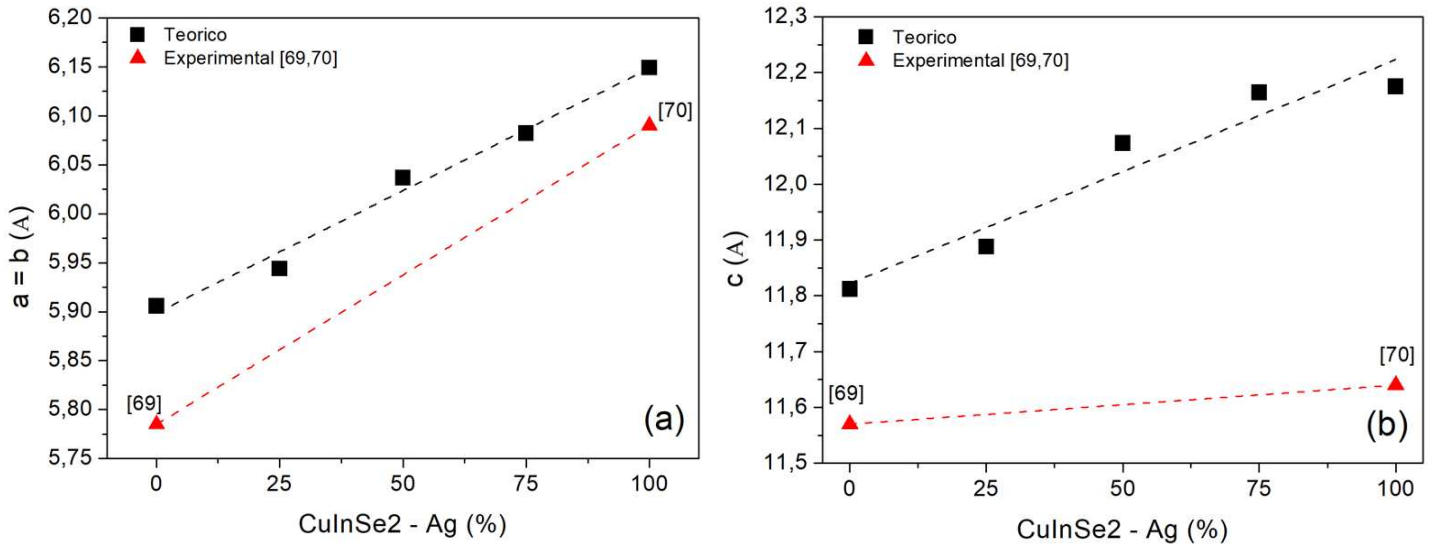 6,20
6,15
6,10
6,05
6,00
5,95
5,90
5,85
5,80
5,75
a = b (A)
Teorico
Experimental [69,70]
[69]
[70]
(a)
0 25 50 75 100
CuInSe2 - Ag (%)
12,3
12,2
12,1
12,0
11,9
11,8
11,7
11,6
11,5
c (A)
Teorico
Experimental [69,70]
[69]
[70]
(b)
0 25 50 75 100
CuInSe2 - Ag (%)